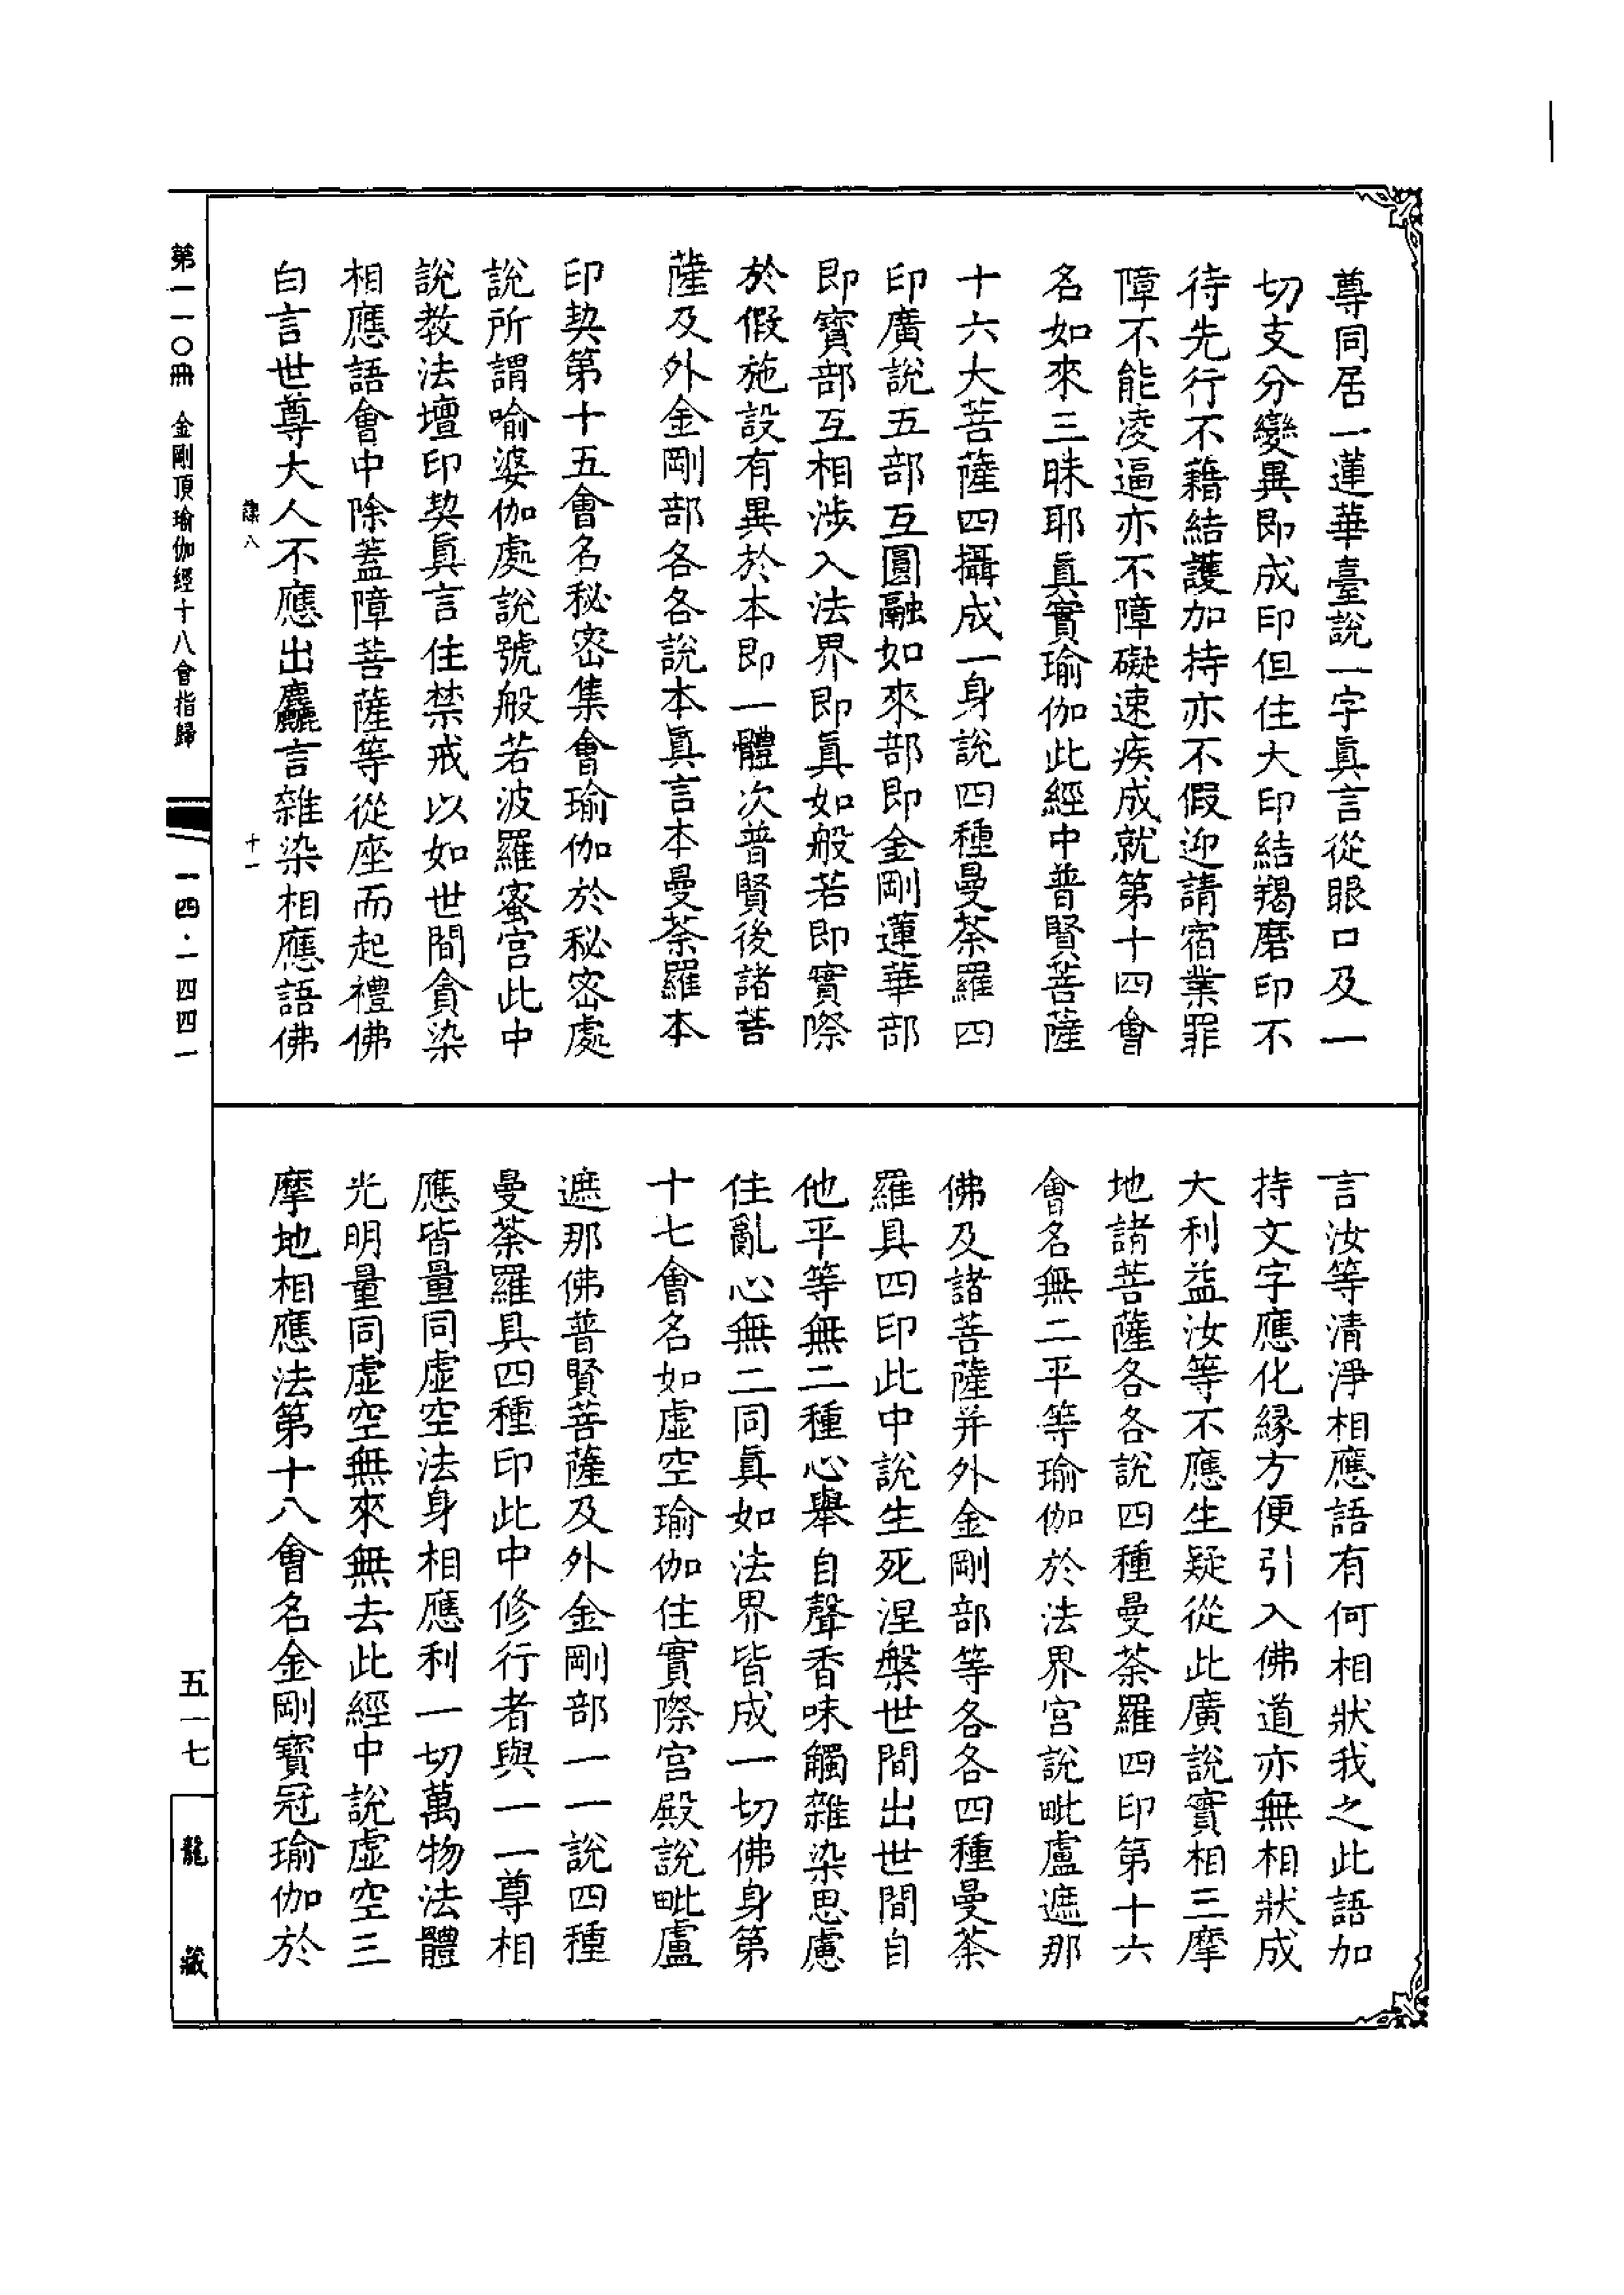 尊同居一蓮華臺說一字眞言從眼口及一
切支分變異即成印但住大印結羯磨印不
待先行不藉結護加持亦不假迎請宿業罪
障不能凌逼亦不障礙速疾成就第十四會
名如來三昧耶眞實瑜伽此經中普賢菩薩
十六大菩薩四攝成一身說四種曼荼羅四
印廣說五部互圓融如來部即金剛蓮華部
即寶部互相涉入法界即眞如般若即實際
於假施設有異於本即一體次普賢後諸菩
薩及外金剛部各各說本眞言本曼荼羅本
印契第十五會名秘密集會瑜伽於秘密處
說所謂喻婆伽處說號般若波羅蜜宮此中
說教法壇印契眞言住禁戒以如世間貪染
相應語會中除蓋障菩薩等從座而起禮佛
白言世尊大人不應出麤言雜染相應語佛
言汝等清淨相應語有何相狀我之此語加
持文字應化緣方便引入佛道亦無相狀成
大利益汝等不應生疑從此廣說實相三摩
地諸菩薩各各說四種曼荼羅四印第十六
會名無二平等瑜伽於法界宮說毗盧遮那
佛及諸菩薩并外金剛部等各各四種曼荼
羅具四印此中說生死涅槃世間出世間自
他平等無二種心舉自聲香味觸雜染思慮
住亂心無二同眞如法界皆成一切佛身第
十七會名如虛空瑜伽住實際宮殿說毗盧
遮那佛普賢菩薩及外金剛部一一說四種
曼荼羅具四種印此中修行者與一一尊相
應皆量同虛空法身相應利一切萬物法體
光明量同虛空無來無去此經中說虛空三
摩地相應法第十八會名金剛寶冠瑜伽於
隸八 十一
第一一〇冊 金剛頂瑜伽經十八會指歸
一四·一四四一
五一七
龍藏